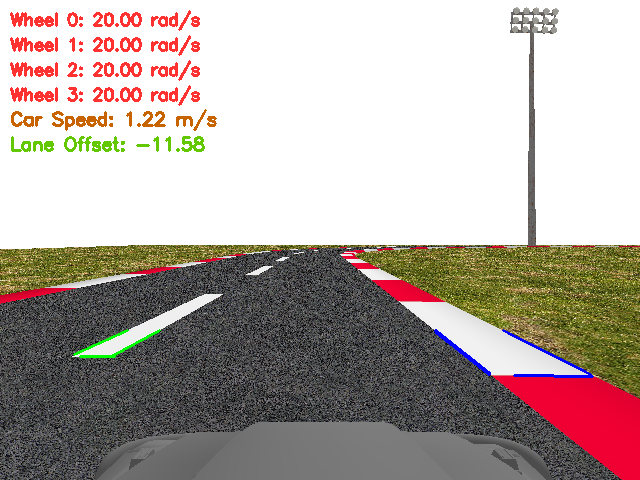 Wheel 0: 20.00 rad/s
Wheel 1: 20.00 rad/s
Wheel 2: 20.00 rad/s
Wheel 3: 20.00 rad/s
Car Speed: 1.22 m/s
Lane Offset: -11.58